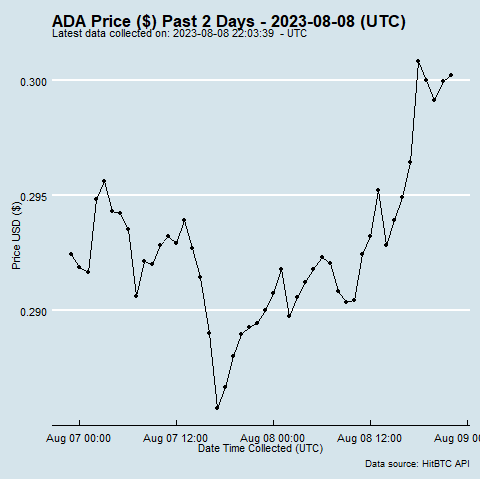 ADA Price ($) Past 2 Days - 2023-08-08 (UTC)
Latest data collected on: 2023-08-08 22:03:39  - UTC
0.300
0.295
0.290
Price USD ($)
Aug 07 00:00 Aug 07 12:00 Aug 08 00:00 Aug 08 12:00 Aug 09 0
Date Time Collected (UTC)
Data source: HitBTC API